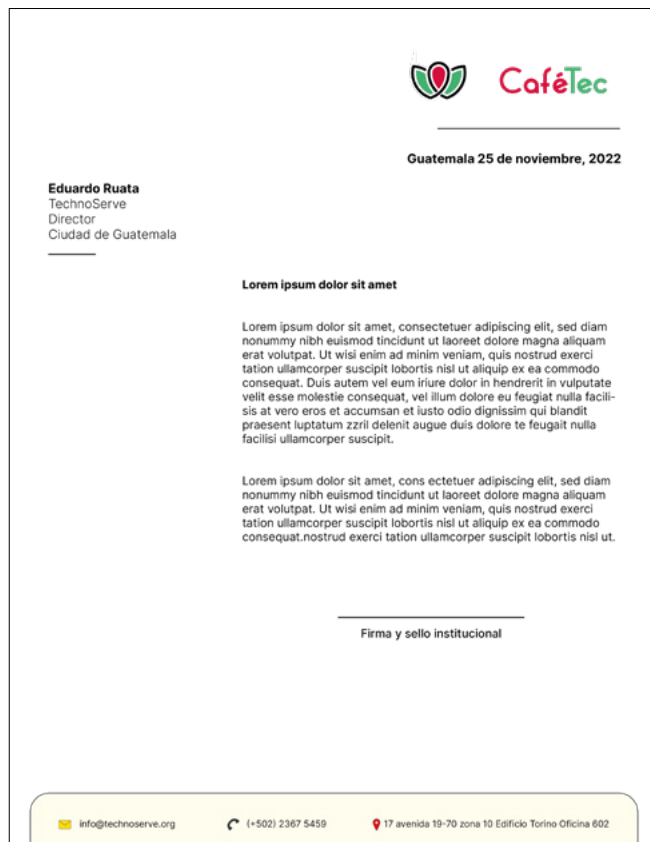 CaféTec
Guatemala 25 de noviembre, 2022
Eduardo Ruata
TechnoServe
Director
Ciudad de Guatemala
Lorem ipsum dolor sit amet
Lorem ipsum dolor sit amet, consectetuer adipiscing elit, sed diam
nonummy nibh euismod tincidunt ut laoreet dolore magna aliquam
erat volutpat. Ut wisi enim ad minim veniam, quis nostrud exerci
tation ullamcorper suscipit lobortis nisl ut aliquip ex ea commodo
consequat. Duis autem vel eum iriure dolor in hendrerit in vulputate
velit esse molestie consequat, vel illum dolore eu feugiat nulla facili-
sis at vero eros et accumsan et iusto odio dignissim qui blandit
praesent luptatum zzril delenit augue duis dolore te feugait nulla
facilisi ullamcorper suscipit.
Lorem ipsum dolor sit amet, cons ectetuer adipiscing elit, sed diam
nonummy nibh euismod tincidunt ut laoreet dolore magna aliquam
erat volutpat. Ut wisi enim ad minim veniam, quis nostrud exerci
tation ullamcorper suscipit lobortis nisl ut aliquip ex ea commodo
consequat.nostrud exerci tation ullamcorper suscipit lobortis nisl ut.
Firma y sello institucional
info@technoserve.org (+502) 2367 5459 17 avenida 19-70 zona 10 Edificio Torino Oficina 602